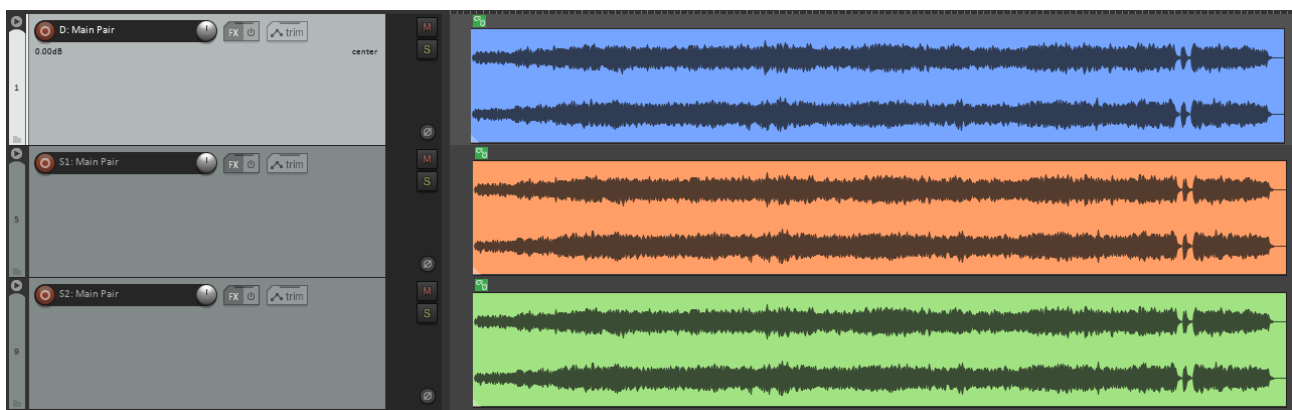 D: Main Pair FX trim M
0.00dB center S
1
S1: Main Pair FX trim M
S
5
S2: Main Pair FX trim M
S
9